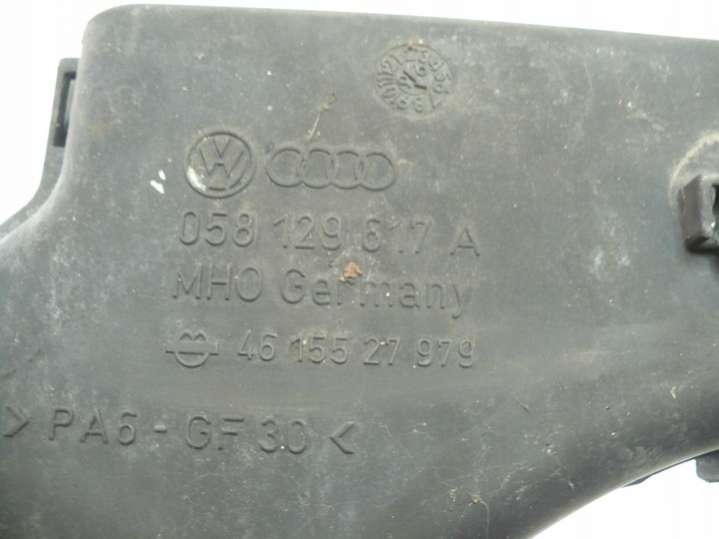 058 129 617 A
MHO Germany
46 155 27 979
> PA6 - GF 30 <